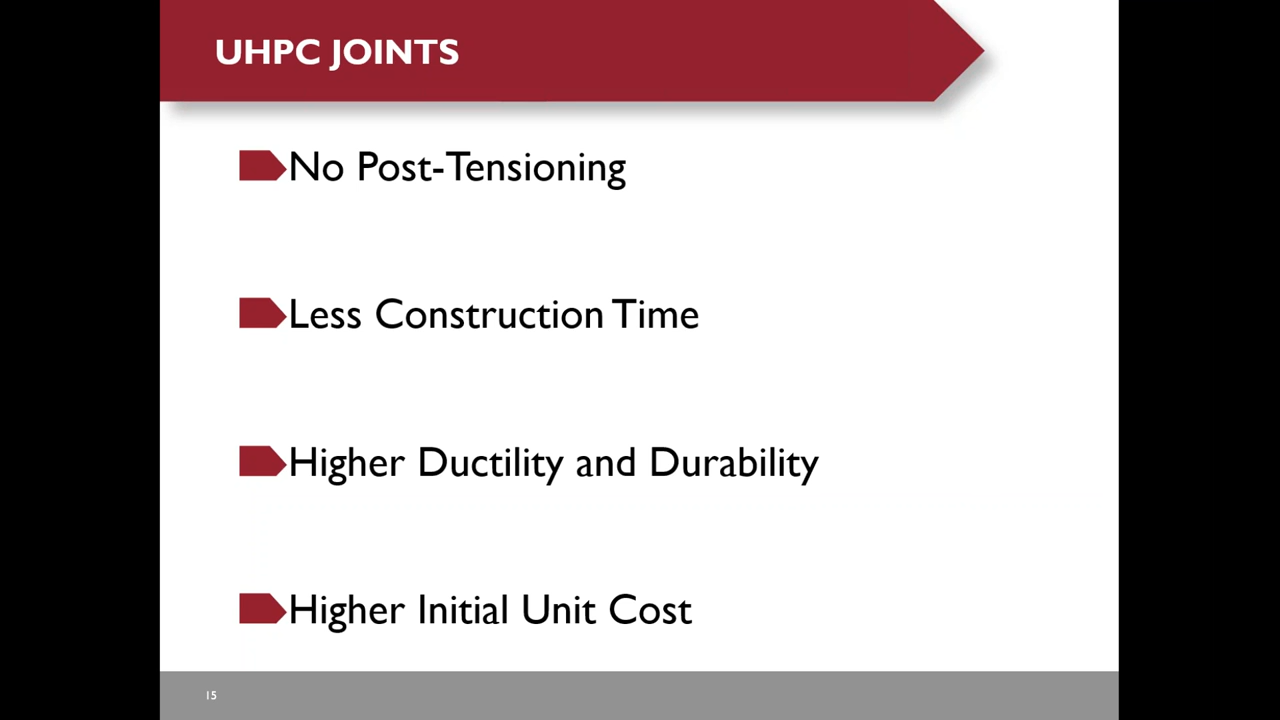 UHPC JOINTS
No Post-Tensioning
Less Construction Time
Higher Ductility and Durability
Higher Initial Unit Cost
15